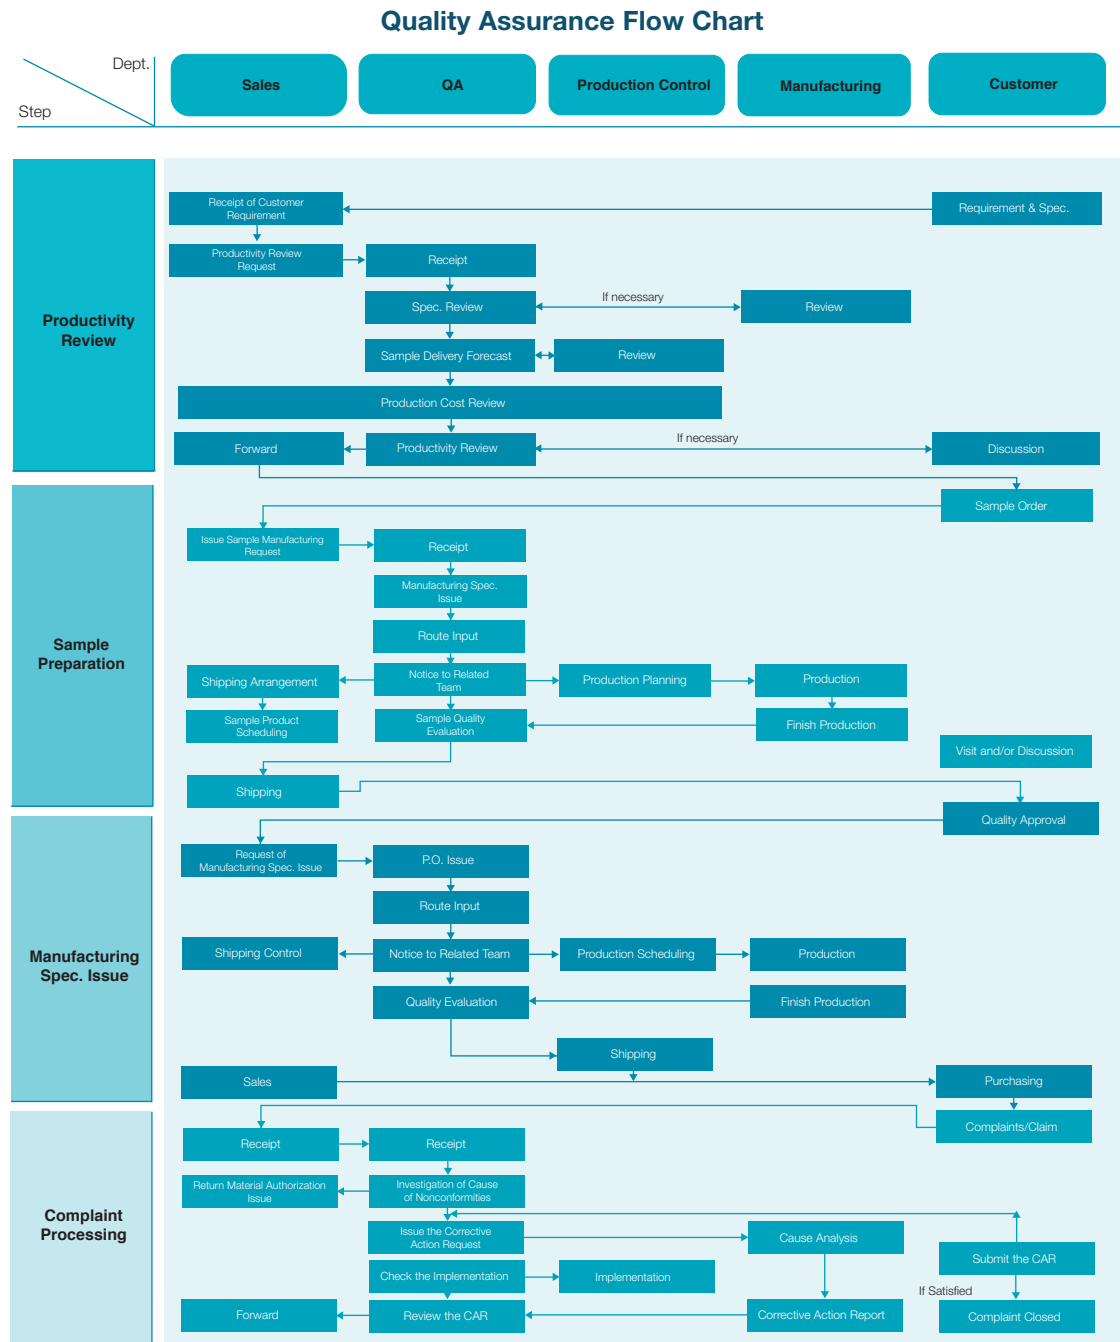 Quality Assurance Flow Chart
Dept.
Step
Sales
QA
Production Control
Manufacturing
Customer
Productivity
Review
Receipt of Customer
Requirement
Requirement & Spec.
Productivity Review
Request
Receipt
Spec. Review
If necessary
Review
Sample Delivery Forecast
Review
Production Cost Review
Forward
Productivity Review
If necessary
Discussion
Sample
Preparation
Sample Order
Issue Sample Manufacturing
Request
Receipt
Manufacturing Spec.
Issue
Route Input
Shipping Arrangement
Notice to Related
Team
Production Planning
Production
Sample Product
Scheduling
Sample Quality
Evaluation
Finish Production
Visit and/or Discussion
Shipping
Manufacturing
Spec. Issue
Quality Approval
Request of
Manufacturing Spec. Issue
P.O. Issue
Route Input
Shipping Control
Notice to Related Team
Production Scheduling
Production
Quality Evaluation
Finish Production
Shipping
Sales
Purchasing
Complaint
Processing
Complaints/Claim
Receipt
Receipt
Return Material Authorization
Issue
Investigation of Cause
of Nonconformities
Issue the Corrective
Action Request
Cause Analysis
Submit the CAR
Check the Implementation
Implementation
If Satisfied
Forward
Review the CAR
Corrective Action Report
Complaint Closed